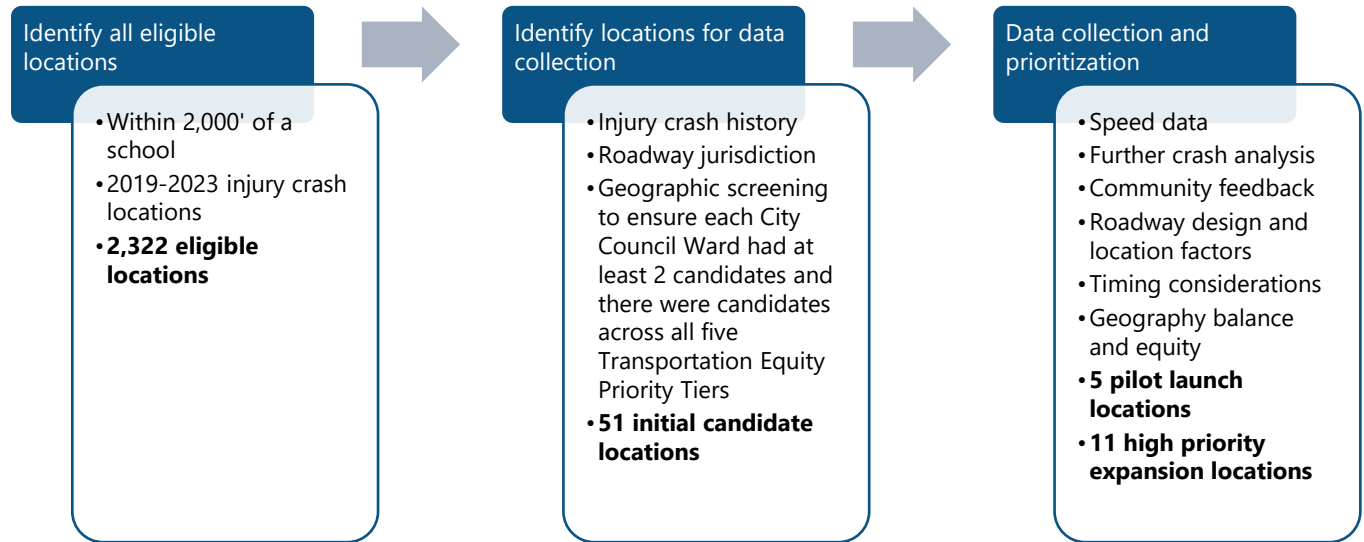 Identify all eligible
locations
•Within 2,000' of a
school
•2019-2023 injury crash
locations
•2,322 eligible
locations
Identify locations for data
collection
•Injury crash history
•Roadway jurisdiction
•Geographic screening
to ensure each City
Council Ward had at
least 2 candidates and
there were candidates
across all five
Transportation Equity
Priority Tiers
•51 initial candidate
locations
Data collection and
prioritization
•Speed data
•Further crash analysis
•Community feedback
•Roadway design and
location factors
•Timing considerations
•Geography balance
and equity
•5 pilot launch
locations
•11 high priority
expansion locations